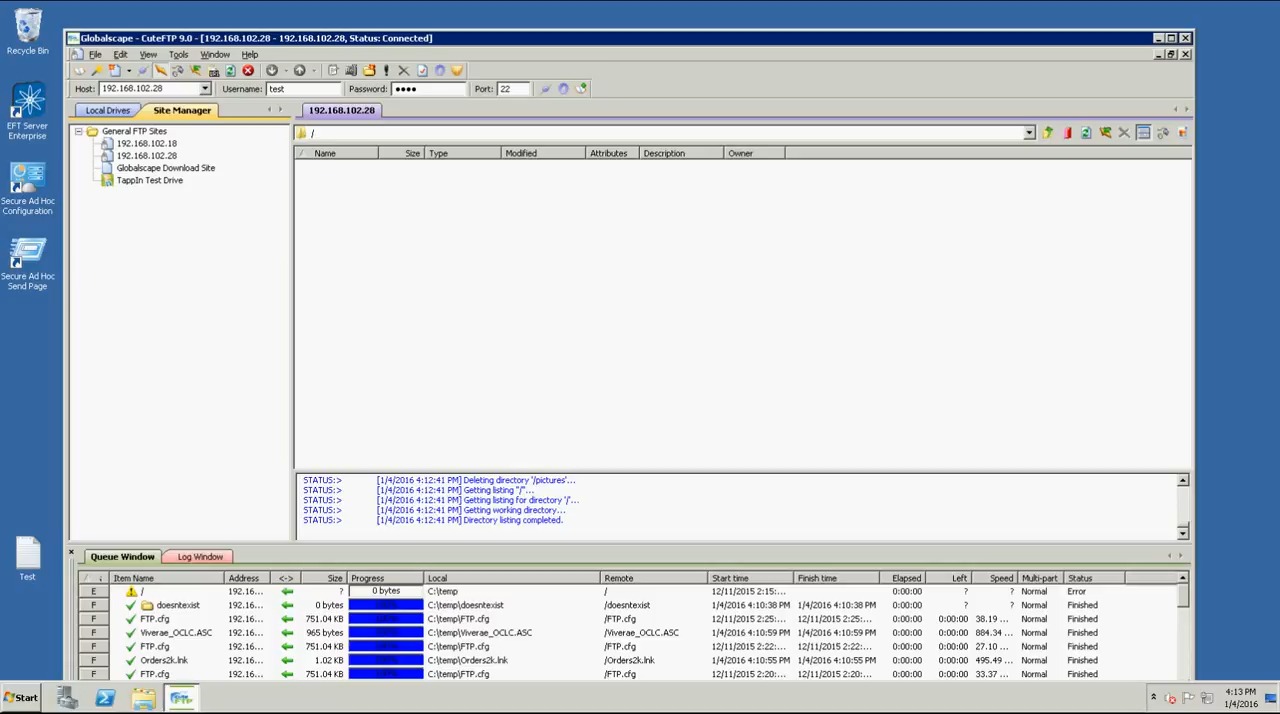 Recycle Bin
EFT Server
Enterprise
Secure Ad Hoc
Configuration
Secure Ad Hoc
Send Page
Test
Globalscape - CuteFTP 9.0 - [192.168.102.28 - 192.168.102.28, Status: Connected]
File Edit View Tools Window Help
Host: 192.168.102.28 Username: test Password: •••• Port: 22
Local Drives Site Manager
192.168.102.28
General FTP Sites
192.168.102.18
192.168.102.28
Globalscape Download Site
TappIn Test Drive
/
/ Name Size Type Modified Attributes Description Owner
STATUS:> [1/4/2016 4:12:41 PM] Deleting directory '/pictures'...
STATUS:> [1/4/2016 4:12:41 PM] Getting listing "/"...
STATUS:> [1/4/2016 4:12:41 PM] Getting listing for directory '/'...
STATUS:> [1/4/2016 4:12:41 PM] Getting working directory...
STATUS:> [1/4/2016 4:12:41 PM] Directory listing completed.
Queue Window Log Window
Item Name Address <-> Size Progress Local Remote Start time Finish time Elapsed Left Speed Multi-part Status
E / 192.16... ? 0 bytes C:\temp / 12/11/2015 2:15:... 0:00:00 ? ? Normal Error
F doesntexist 192.16... 0 bytes C:\temp\doesntexist /doesntexist 1/4/2016 4:10:38 PM 1/4/2016 4:10:38 PM 0:00:00 ? ? Normal Finished
F FTP.cfg 192.16... 751.04 KB C:\temp\FTP.cfg /FTP.cfg 12/11/2015 2:25:... 12/11/2015 2:25:... 0:00:00 0:00:00 38.19 ... Normal Finished
F Viverae_OCLC.ASC 192.16... 965 bytes C:\temp\Viverae_OCLC.ASC /Viverae_OCLC.ASC 1/4/2016 4:10:59 PM 1/4/2016 4:10:59 PM 0:00:00 0:00:00 884.34 ... Normal Finished
F FTP.cfg 192.16... 751.04 KB C:\temp\FTP.cfg /FTP.cfg 12/11/2015 2:22:... 12/11/2015 2:22:... 0:00:00 0:00:00 27.10 ... Normal Finished
F Orders2k.lnk 192.16... 1.02 KB C:\temp\Orders2k.lnk /Orders2k.lnk 1/4/2016 4:10:55 PM 1/4/2016 4:10:55 PM 0:00:00 0:00:00 495.49 ... Normal Finished
F FTP.cfg 192.16... 751.04 KB C:\temp\FTP.cfg /FTP.cfg 12/11/2015 2:20:... 12/11/2015 2:20:... 0:00:00 0:00:00 33.37 ... Normal Finished
Start
4:13 PM
1/4/2016